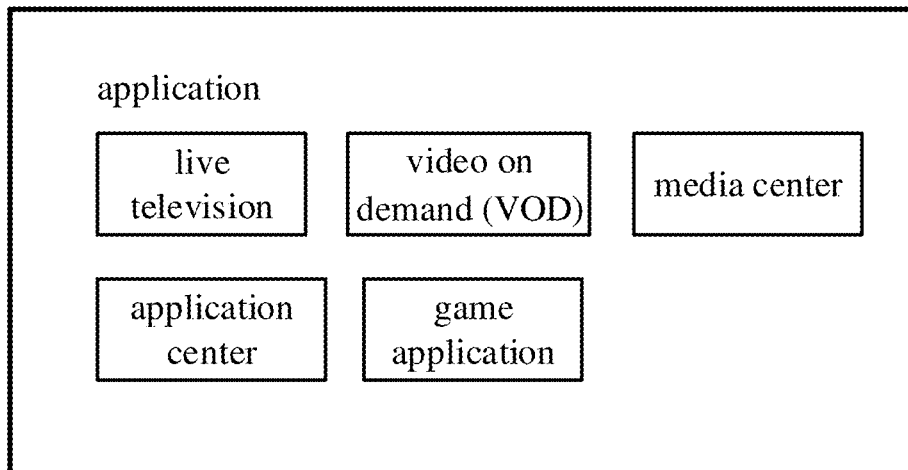 application
live
television
video on
demand (VOD)
media center
application
center
game
application